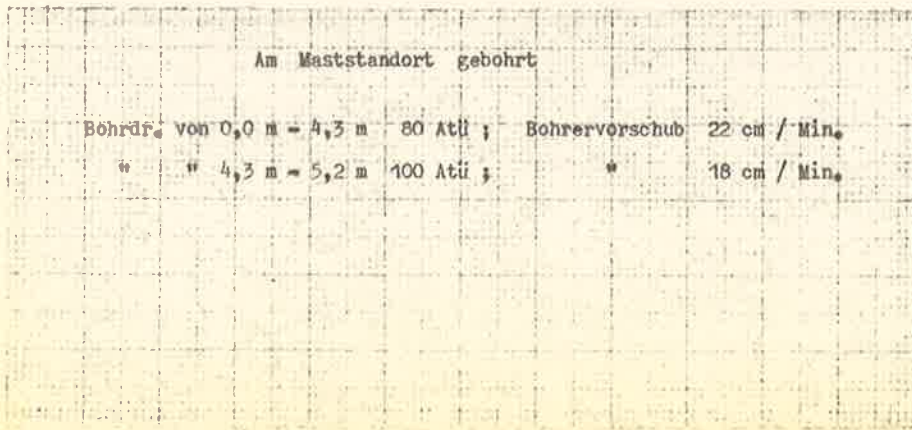 Am Maststandort gebohrt
Bohrdr. von 0,0 m - 4,3 m 80 Atü ; Bohrervorschub 22 cm / Min.
" " 4,3 m - 5,2 m 100 Atü ; " 18 cm / Min.